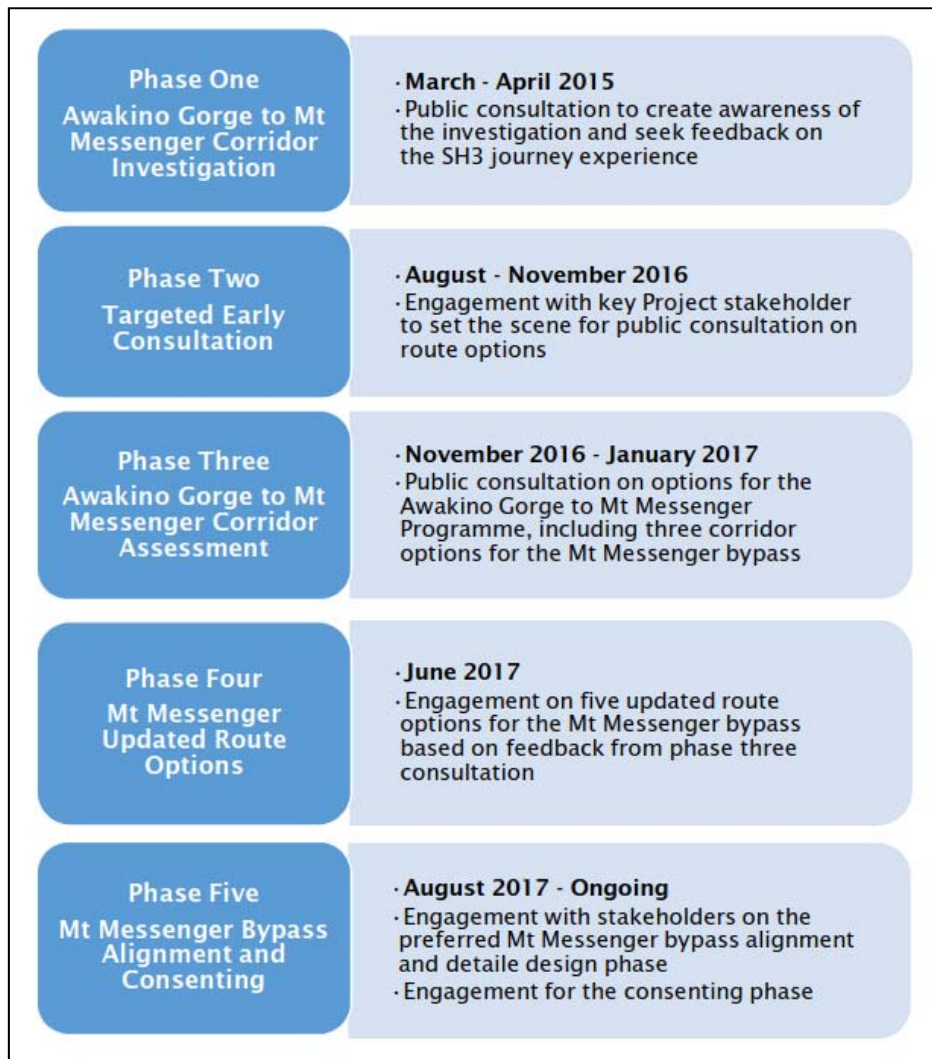 Phase One
Awakino Gorge to Mt
Messenger Corridor
Investigation
· March - April 2015
· Public consultation to create awareness of
the investigation and seek feedback on
the SH3 journey experience
Phase Two
Targeted Early
Consultation
· August - November 2016
· Engagement with key Project stakeholder
to set the scene for public consultation on
route options
Phase Three
Awakino Gorge to Mt
Messenger Corridor
Assessment
· November 2016 - January 2017
· Public consultation on options for the
Awakino Gorge to Mt Messenger
Programme, including three corridor
options for the Mt Messenger bypass
Phase Four
Mt Messenger
Updated Route
Options
· June 2017
· Engagement on five updated route
options for the Mt Messenger bypass
based on feedback from phase three
consultation
Phase Five
Mt Messenger Bypass
Alignment and
Consenting
· August 2017 - Ongoing
· Engagement with stakeholders on the
preferred Mt Messenger bypass alignment
and detaile design phase
· Engagement for the consenting phase